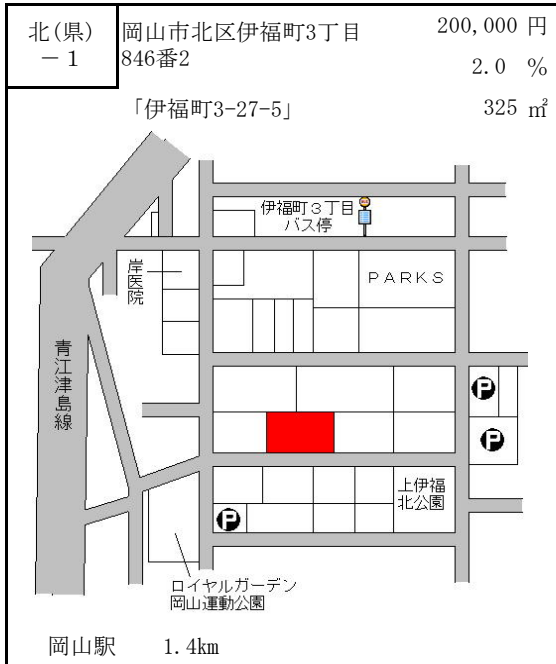 北(県)
－1
岡山市北区伊福町3丁目
846番2
200,000 円
2.0 %
「伊福町3-27-5」
325 ㎡
伊福町３丁目
バス停
岸医院
PARKS
青江津島線
P
P
上伊福
北公園
P
ロイヤルガーデン
岡山運動公園
岡山駅 1.4km